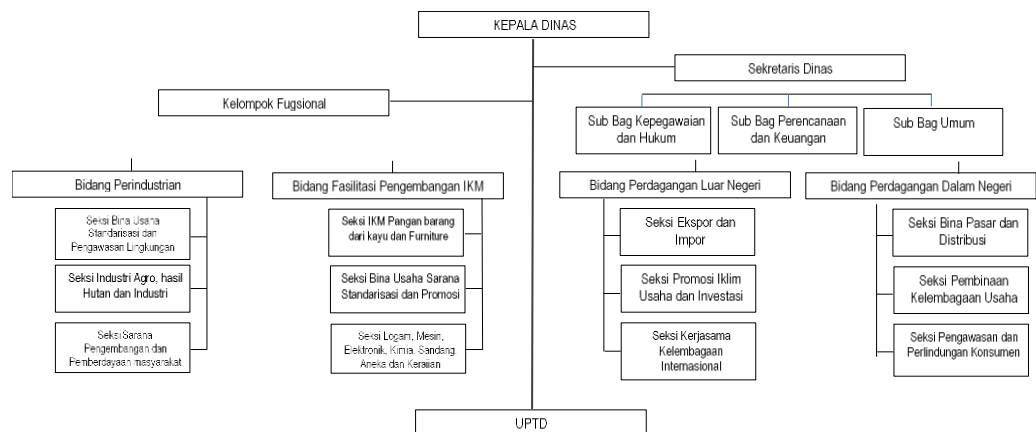 KEPALA DINAS
Sekretaris Dinas
Kelompok Fugsional
Sub Bag Kepegawaian
dan Hukum
Sub Bag Perencanaan
dan Keuangan
Sub Bag Umum
Bidang Perindustrian
Bidang Fasilitasi Pengembangan IKM
Bidang Perdagangan Luar Negeri
Bidang Perdagangan Dalam Negeri
Seksi Bina Usaha
Standarisasi dan
Pengawasan Lingkungan
Seksi IKM Pangan barang
dari kayu dan Furniture
Seksi Ekspor dan
Impor
Seksi Bina Pasar dan
Distribusi
Seksi Industri Agro, hasil
Hutan dan Industri
Seksi Bina Usaha Sarana
Standarisasi dan Promosi
Seksi Promosi Iklim
Usaha dan Investasi
Seksi Pembinaan
Kelembagaan Usaha
Seksi Sarana
Pengembangan dan
Pemberdayaan masyarakat
Seksi Logam, Mesin,
Elektronik, Kimia, Sandang,
Aneka dan Kerajian
Seksi Kerjasama
Kelembagaan
Internasional
Seksi Pengawasan dan
Perlindungan Konsumen
UPTD